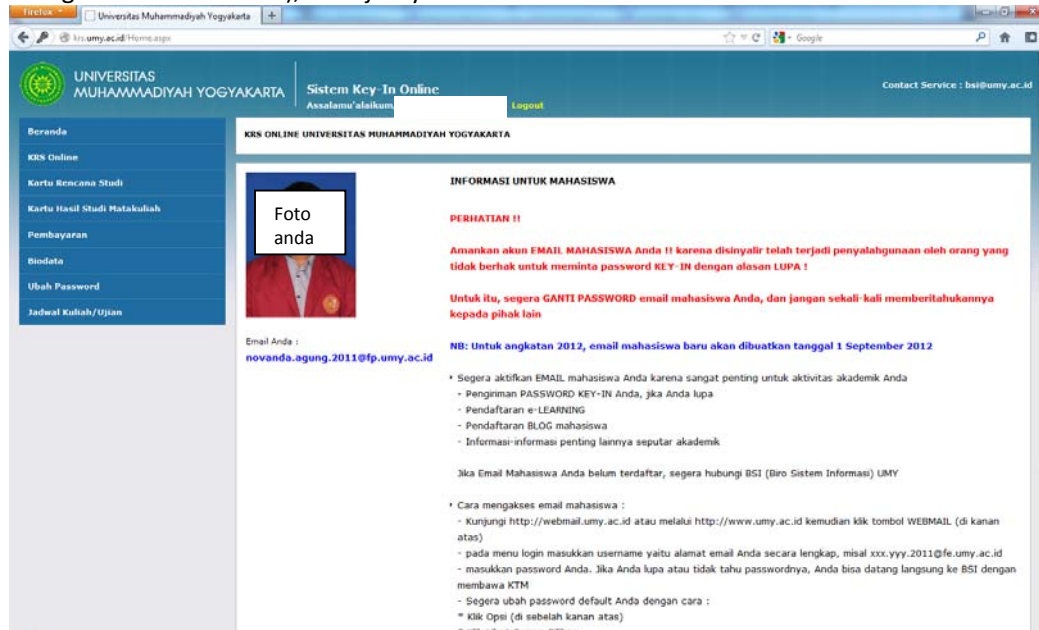 Firefox
Universitas Muhammadiyah Yogyakarta
krs.umy.ac.id/Home.aspx
Google
UNIVERSITAS
MUHAMMADIYAH YOGYAKARTA
Sistem Key-In Online
Assalamu'alaikum,
Logout
Contact Service : bsi@umy.ac.id
Beranda
KRS Online
Kartu Rencana Studi
Kartu Hasil Studi Matakuliah
Pembayaran
Biodata
Ubah Password
Jadwal Kuliah/Ujian
KRS ONLINE UNIVERSITAS MUHAMMADIYAH YOGYAKARTA
Foto
anda
Email Anda :
novanda.agung.2011@fp.umy.ac.id
INFORMASI UNTUK MAHASISWA
PERHATIAN !!
Amankan akun EMAIL MAHASISWA Anda !! karena disinyalir telah terjadi penyalahgunaan oleh orang yang
tidak berhak untuk meminta password KEY-IN dengan alasan LUPA !
Untuk itu, segera GANTI PASSWORD email mahasiswa Anda, dan jangan sekali-kali memberitahukannya
kepada pihak lain
NB: Untuk angkatan 2012, email mahasiswa baru akan dibuatkan tanggal 1 September 2012
Segera aktifkan EMAIL mahasiswa Anda karena sangat penting untuk aktivitas akademik Anda
- Pengiriman PASSWORD KEY-IN Anda, jika Anda lupa
- Pendaftaran e-LEARNING
- Pendaftaran BLOG mahasiswa
- Informasi-informasi penting lainnya seputar akademik
Jika Email Mahasiswa Anda belum terdaftar, segera hubungi BSI (Biro Sistem Informasi) UMY
Cara mengakses email mahasiswa :
- Kunjungi http://webmail.umy.ac.id atau melalui http://www.umy.ac.id kemudian klik tombol WEBMAIL (di kanan
atas)
- pada menu login masukkan username yaitu alamat email Anda secara lengkap, misal xxx.yyy.2011@fe.umy.ac.id
- masukkan password Anda. Jika Anda lupa atau tidak tahu passwordnya, Anda bisa datang langsung ke BSI dengan
membawa KTM
- Segera ubah password default Anda dengan cara :
* Klik Opsi (di sebelah kanan atas)